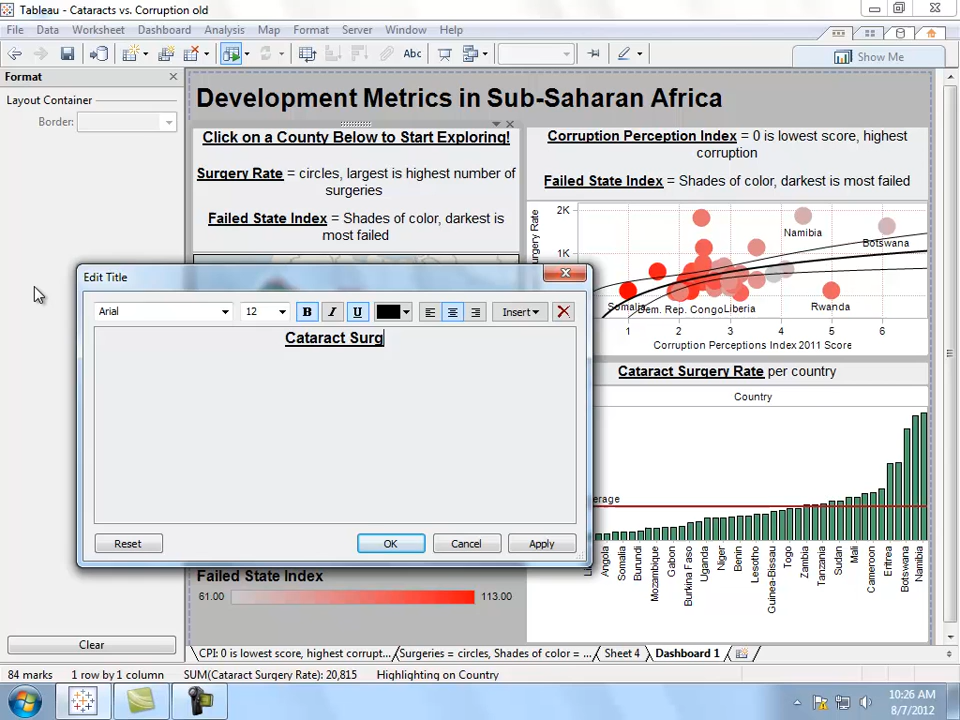 Tableau - Cataracts vs. Corruption old
File Data Worksheet Dashboard Analysis Map Format Server Window Help
Abc
Show Me
Format
Layout Container
Border:
Clear
Development Metrics in Sub-Saharan Africa
Click on a County Below to Start Exploring!
Surgery Rate = circles, largest is highest number of
surgeries
Failed State Index = Shades of color, darkest is
most failed
Corruption Perception Index = 0 is lowest score, highest
corruption
Failed State Index = Shades of color, darkest is most failed
Surgery Rate
2K
1K
Namibia
Botswana
Somalia
Dem. Rep. Congo
Liberia
Rwanda
1 2 3 4 5 6
Corruption Perceptions Index 2011 Score
Edit Title
Arial 12 B I U Insert
Cataract Surg
Reset OK Cancel Apply
Cataract Surgery Rate per country
Country
erage
Angola
Somalia
Burundi
Mozambique
Gabon
Burkina Faso
Uganda
Niger
Benin
Lesotho
Guinea-Bissau
Togo
Zambia
Tanzania
Sudan
Mali
Cameroon
Eritrea
Botswana
Namibia
Failed State Index
61.00 113.00
CPI: 0 is lowest score, highest corrupt... Surgeries = circles, Shades of color = ... Sheet 4 Dashboard 1
84 marks 1 row by 1 column SUM(Cataract Surgery Rate): 20,815 Highlighting on Country
10:26 AM
8/7/2012